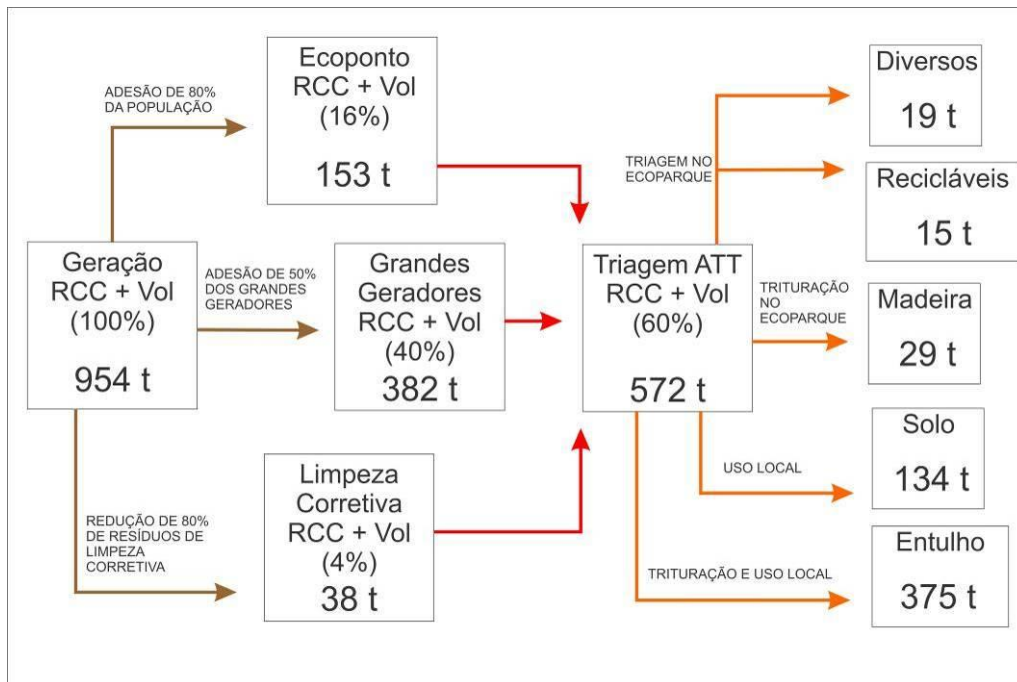 Ecoponto
RCC + Vol
(16%)
153 t
ADESÃO DE 80%
DA POPULAÇÃO
Geração
RCC + Vol
(100%)
954 t
ADESÃO DE 50%
DOS GRANDES
GERADORES
Grandes
Geradores
RCC + Vol
(40%)
382 t
REDUÇÃO DE 80%
DE RESÍDUOS DE
LIMPEZA
CORRETIVA
Limpeza
Corretiva
RCC + Vol
(4%)
38 t
Triagem ATT
RCC + Vol
(60%)
572 t
TRIAGEM NO
ECOPARQUE
Diversos
19 t
Recicláveis
15 t
TRITURAÇÃO
NO
ECOPARQUE
Madeira
29 t
USO LOCAL
Solo
134 t
TRITURAÇÃO E USO LOCAL
Entulho
375 t